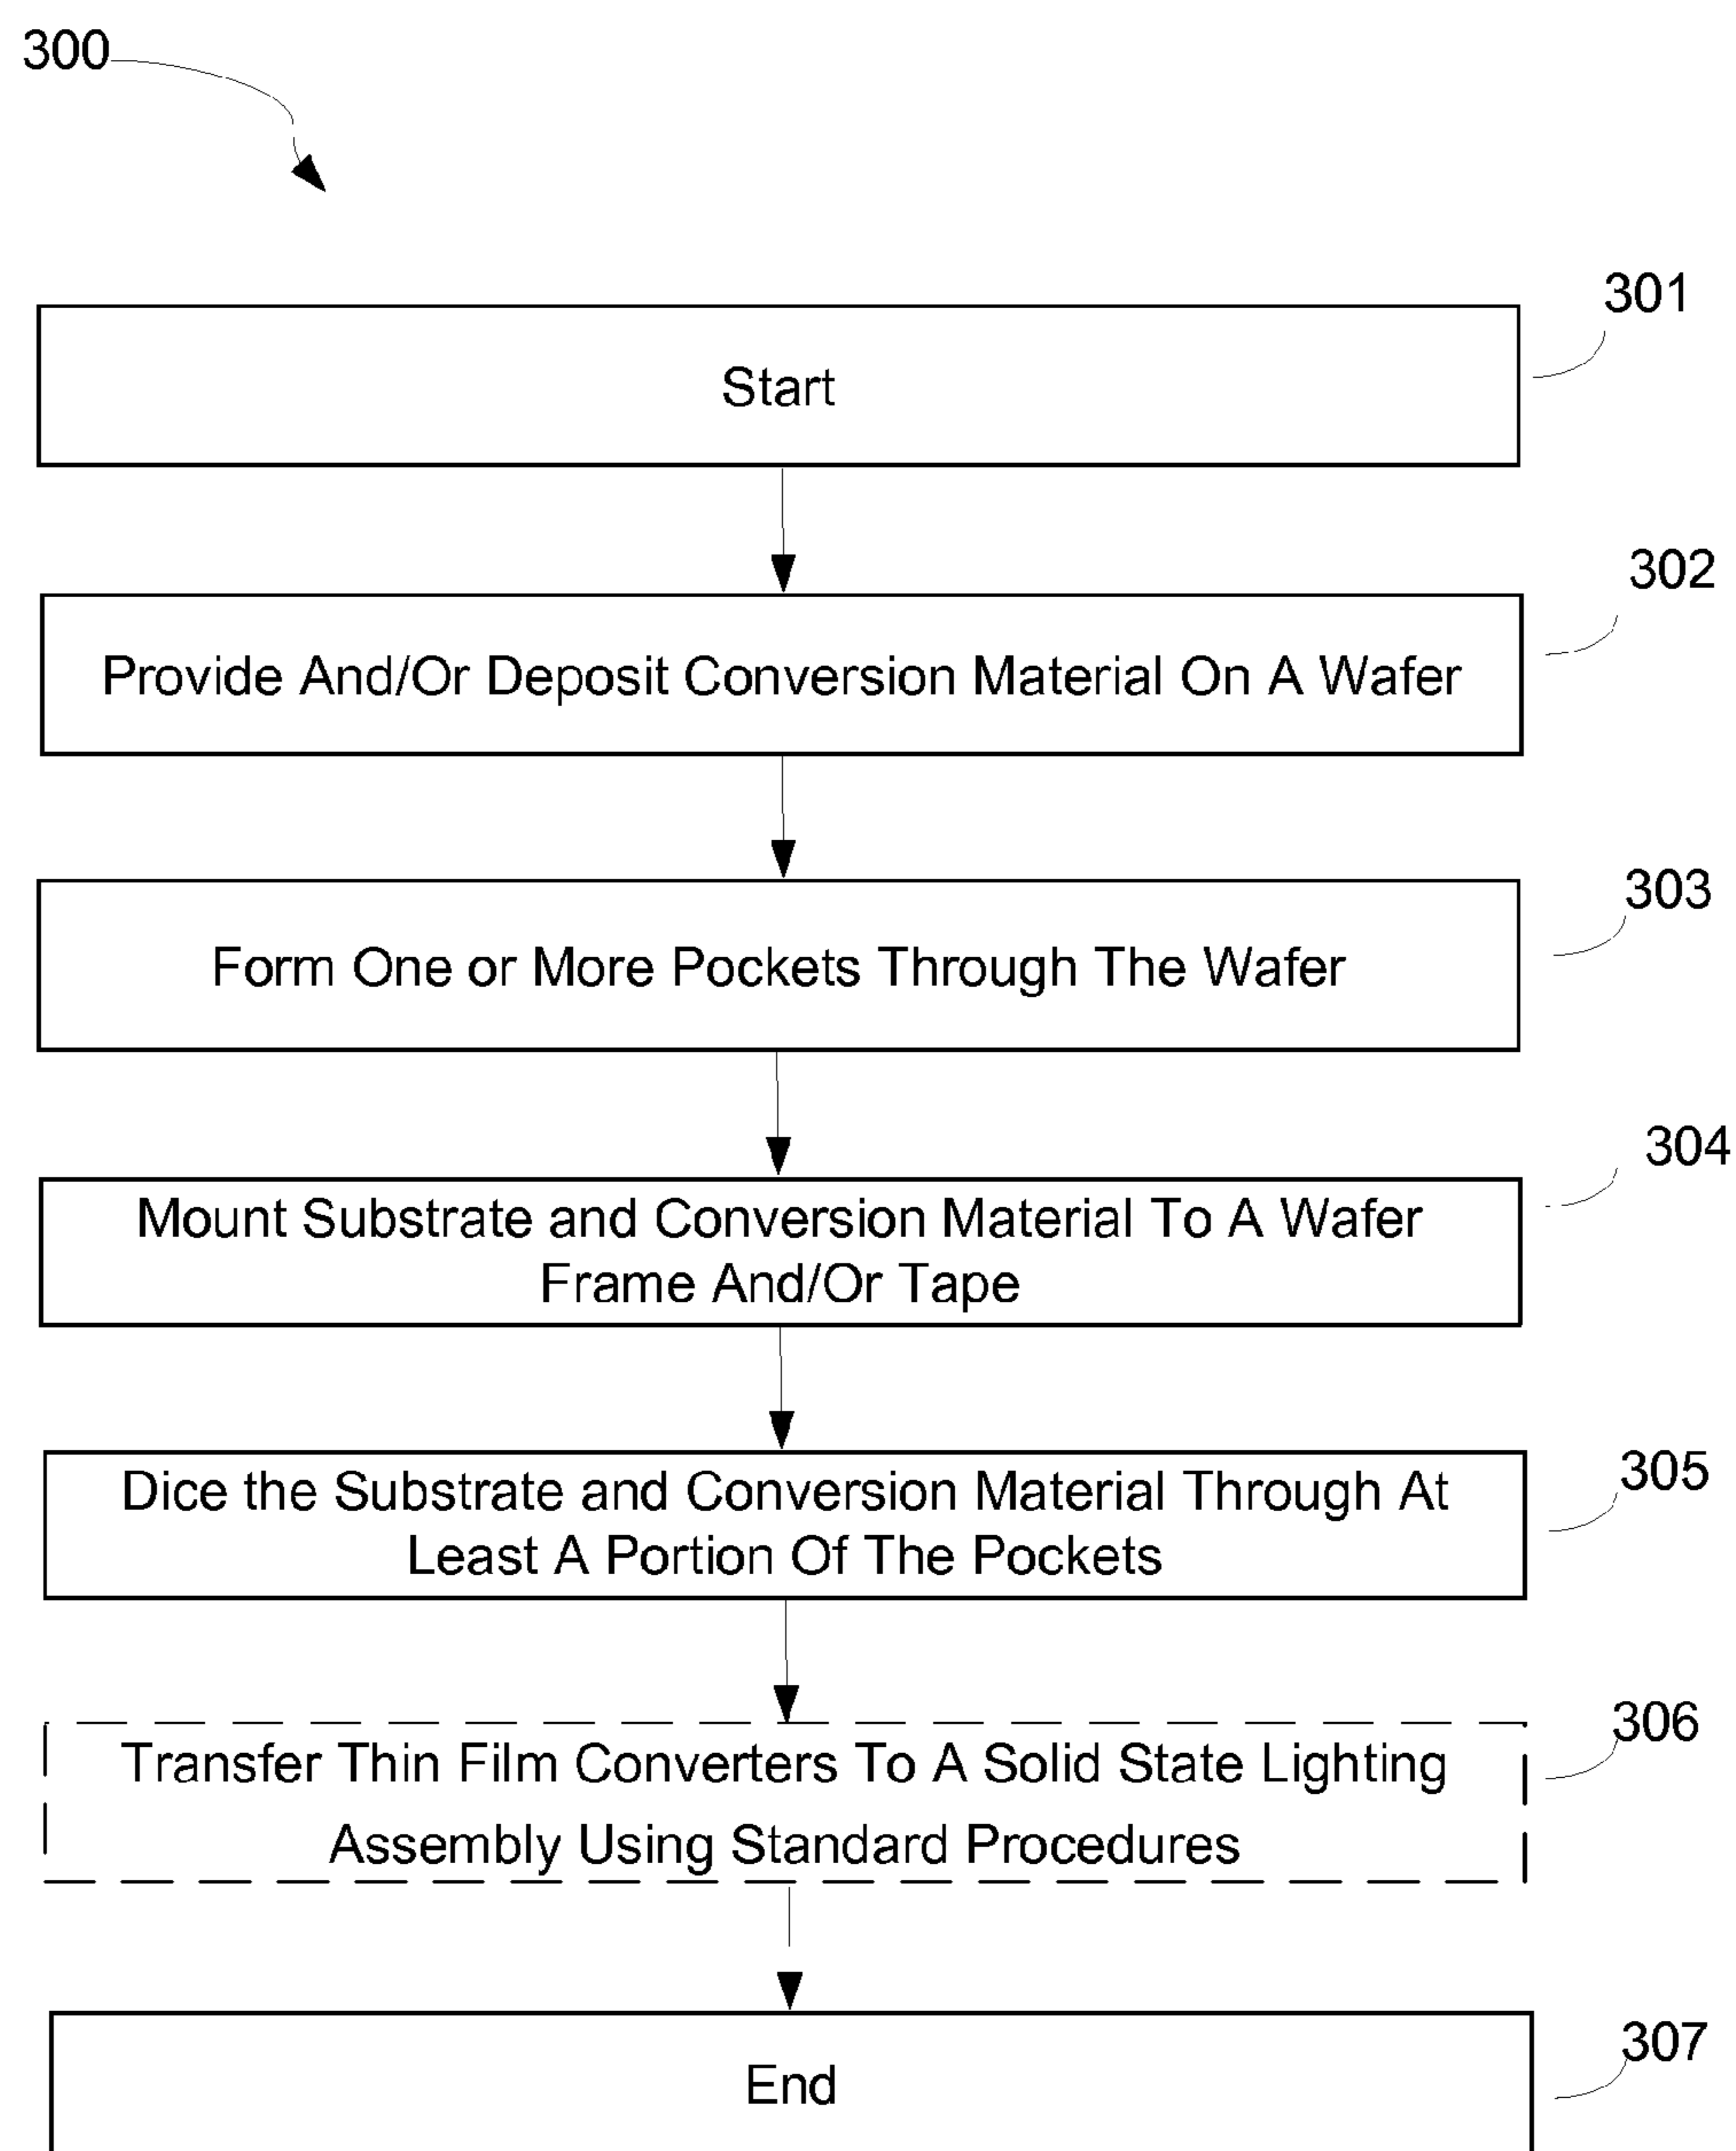 300
301
Start
302
Provide And/Or Deposit Conversion Material On A Wafer
303
Form One or More Pockets Through The Wafer
304
Mount Substrate and Conversion Material To A Wafer
Frame And/Or Tape
305
Dice the Substrate and Conversion Material Through At
Least A Portion Of The Pockets
306
Transfer Thin Film Converters To A Solid State Lighting
Assembly Using Standard Procedures
307
End